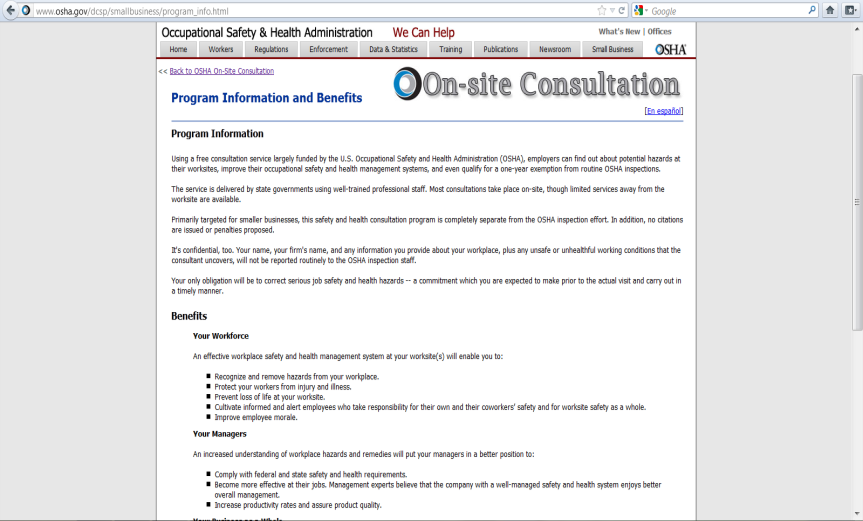 www.osha.gov/dcsp/smallbusiness/program_info.html
Google
Occupational Safety & Health Administration We Can Help
What's New | Offices
Home Workers Regulations Enforcement Data & Statistics Training Publications Newsroom Small Business OSHA
<< Back to OSHA On-Site Consultation
On-site Consultation
Program Information and Benefits
[En español]
Program Information
Using a free consultation service largely funded by the U.S. Occupational Safety and Health Administration (OSHA), employers can find out about potential hazards at
their worksites, improve their occupational safety and health management systems, and even qualify for a one-year exemption from routine OSHA inspections.
The service is delivered by state governments using well-trained professional staff. Most consultations take place on-site, though limited services away from the
worksite are available.
Primarily targeted for smaller businesses, this safety and health consultation program is completely separate from the OSHA inspection effort. In addition, no citations
are issued or penalties proposed.
It's confidential, too. Your name, your firm's name, and any information you provide about your workplace, plus any unsafe or unhealthful working conditions that the
consultant uncovers, will not be reported routinely to the OSHA inspection staff.
Your only obligation will be to correct serious job safety and health hazards -- a commitment which you are expected to make prior to the actual visit and carry out in
a timely manner.
Benefits
Your Workforce
An effective workplace safety and health management system at your worksite(s) will enable you to:
Recognize and remove hazards from your workplace.
Protect your workers from injury and illness.
Prevent loss of life at your worksite.
Cultivate informed and alert employees who take responsibility for their own and their coworkers' safety and for worksite safety as a whole.
Improve employee morale.
Your Managers
An increased understanding of workplace hazards and remedies will put your managers in a better position to:
Comply with federal and state safety and health requirements.
Become more effective at their jobs. Management experts believe that the company with a well-managed safety and health system enjoys better
overall management.
Increase productivity rates and assure product quality.
Your Business as a Whole